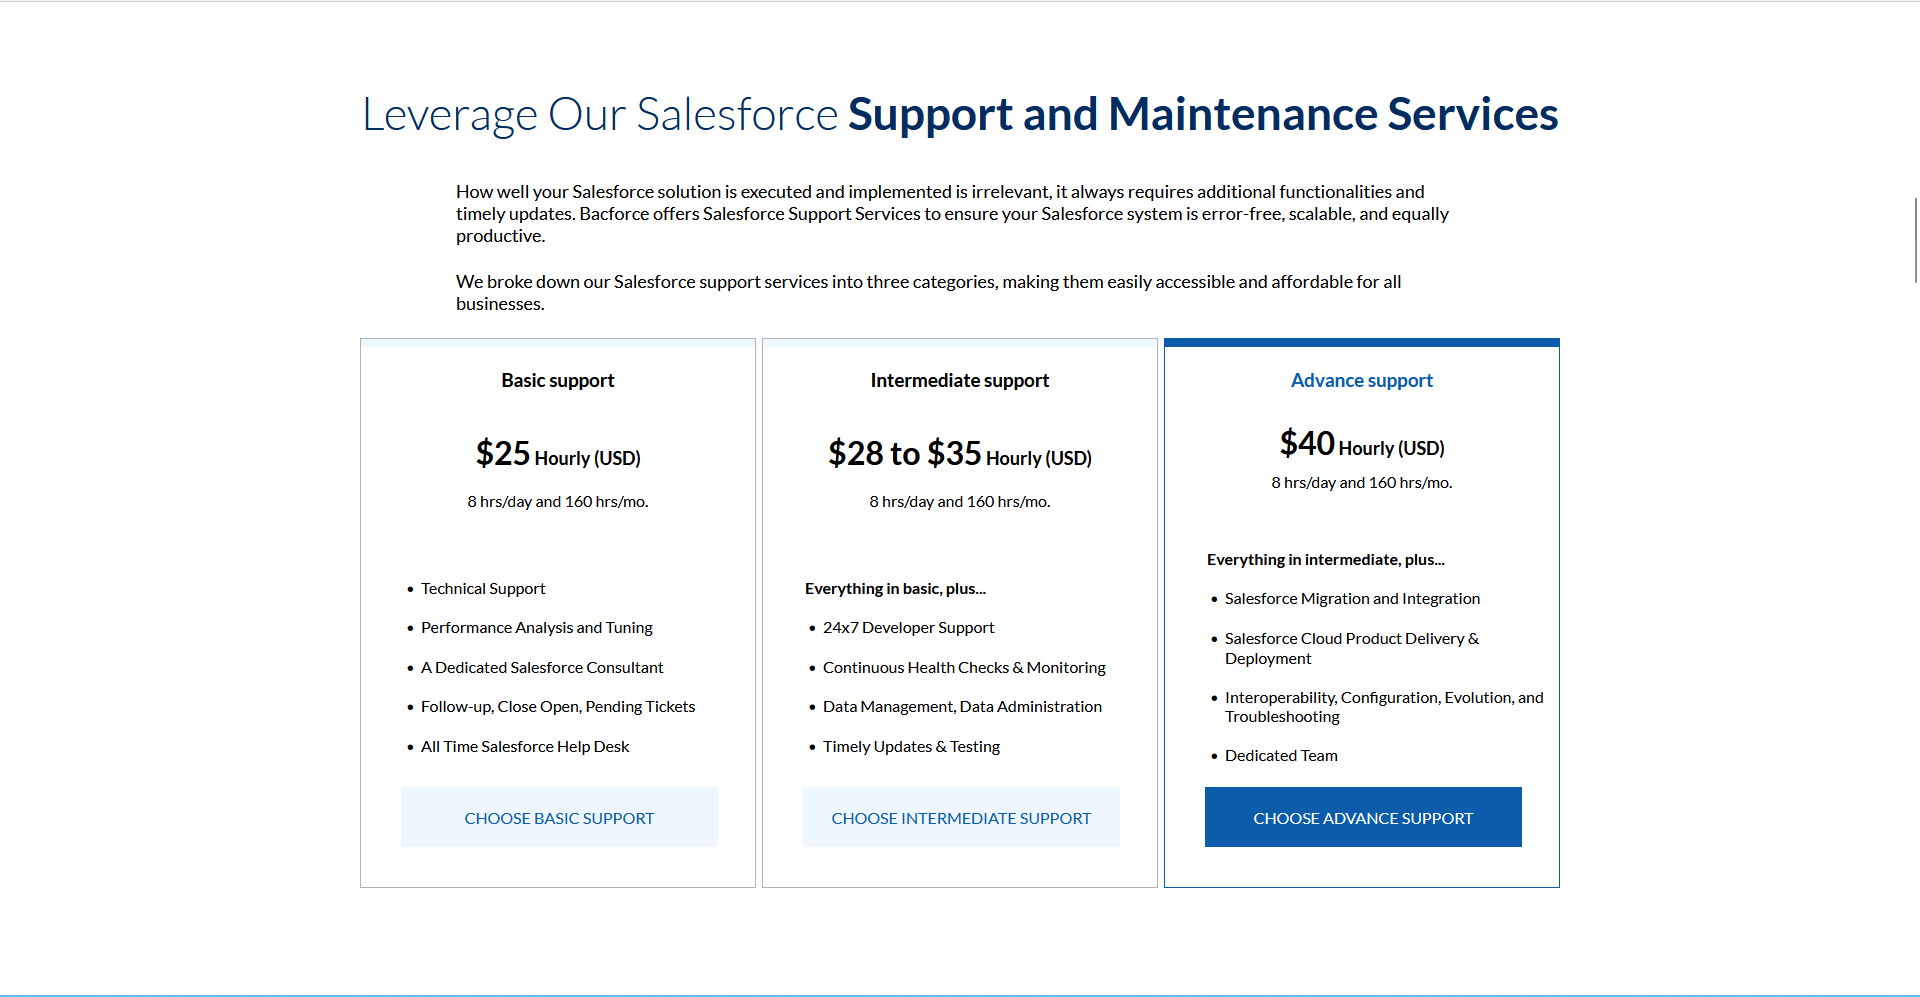 Leverage Our Salesforce Support and Maintenance Services
How well your Salesforce solution is executed and implemented is irrelevant, it always requires additional functionalities and
timely updates. Bacforce offers Salesforce Support Services to ensure your Salesforce system is error-free, scalable, and equally
productive.
We broke down our Salesforce support services into three categories, making them easily accessible and affordable for all
businesses.
Basic support
$25 Hourly (USD)
8 hrs/day and 160 hrs/mo.
• Technical Support
• Performance Analysis and Tuning
• A Dedicated Salesforce Consultant
• Follow-up, Close Open, Pending Tickets
• All Time Salesforce Help Desk
CHOOSE BASIC SUPPORT
Intermediate support
$28 to $35 Hourly (USD)
8 hrs/day and 160 hrs/mo.
Everything in basic, plus...
• 24x7 Developer Support
• Continuous Health Checks & Monitoring
• Data Management, Data Administration
• Timely Updates & Testing
CHOOSE INTERMEDIATE SUPPORT
Advance support
$40 Hourly (USD)
8 hrs/day and 160 hrs/mo.
Everything in intermediate, plus...
• Salesforce Migration and Integration
• Salesforce Cloud Product Delivery &
Deployment
• Interoperability, Configuration, Evolution, and
Troubleshooting
• Dedicated Team
CHOOSE ADVANCE SUPPORT